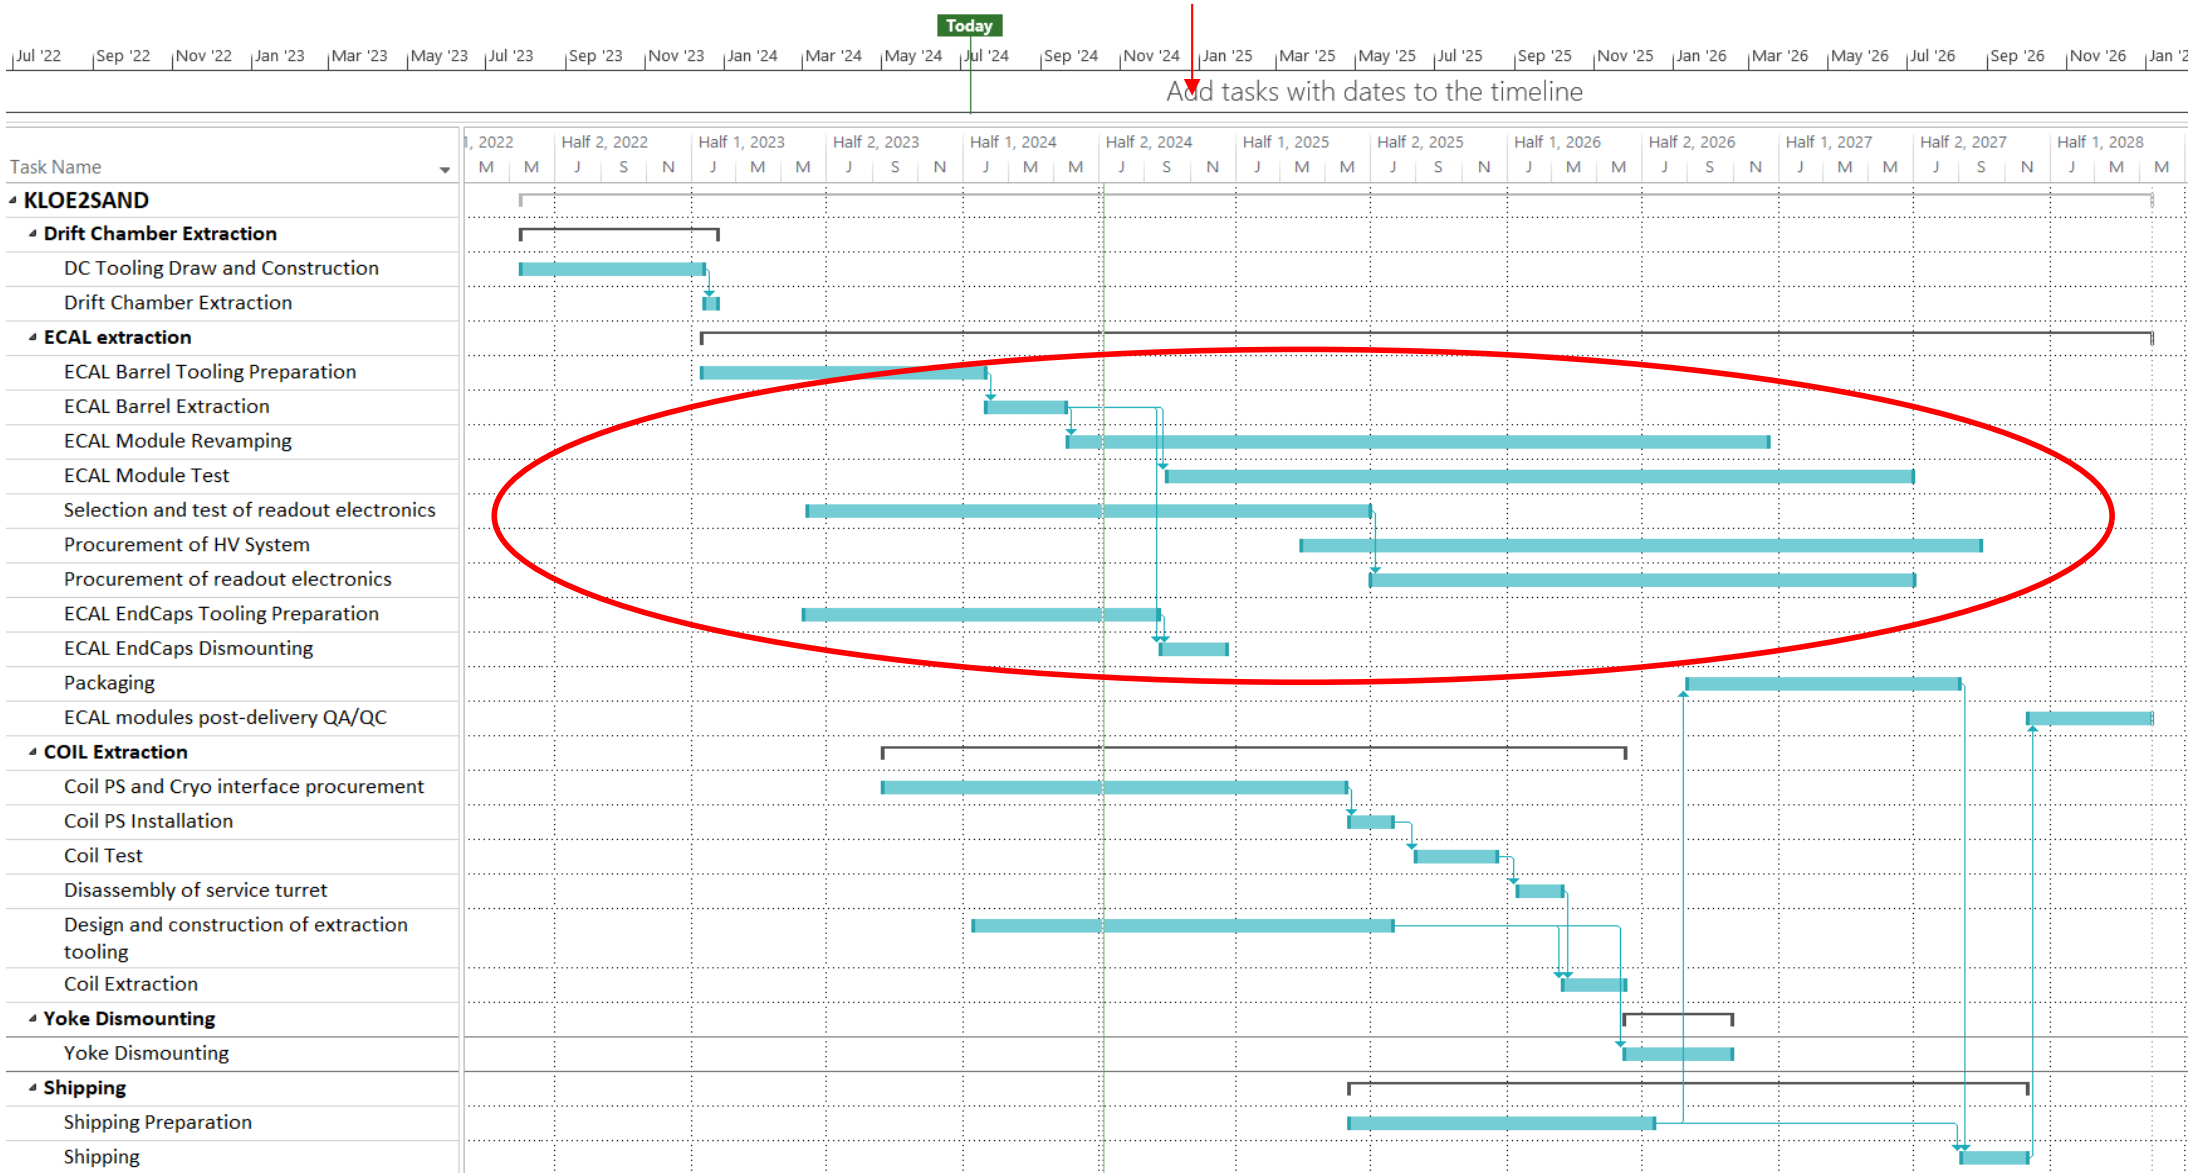 Today
Jul '22 Sep '22 Nov '22 Jan '23 Mar '23 May '23 Jul '23 Sep '23 Nov '23 Jan '24 Mar '24 May '24 Jul '24 Sep '24 Nov '24 Jan '25 Mar '25 May '25 Jul '25 Sep '25 Nov '25 Jan '26 Mar '26 May '26 Jul '26 Sep '26 Nov '26 Jan '2
Add tasks with dates to the timeline
1, 2022 Half 2, 2022 Half 1, 2023 Half 2, 2023 Half 1, 2024 Half 2, 2024 Half 1, 2025 Half 2, 2025 Half 1, 2026 Half 2, 2026 Half 1, 2027 Half 2, 2027 Half 1, 2028
Task Name M M J S N J M M J S N J M M J S N J M M J S N J M M J S N J M M J S N J M M
KLOE2SAND
Drift Chamber Extraction
DC Tooling Draw and Construction
Drift Chamber Extraction
ECAL extraction
ECAL Barrel Tooling Preparation
ECAL Barrel Extraction
ECAL Module Revamping
ECAL Module Test
Selection and test of readout electronics
Procurement of HV System
Procurement of readout electronics
ECAL EndCaps Tooling Preparation
ECAL EndCaps Dismounting
Packaging
ECAL modules post-delivery QA/QC
COIL Extraction
Coil PS and Cryo interface procurement
Coil PS Installation
Coil Test
Disassembly of service turret
Design and construction of extraction
tooling
Coil Extraction
Yoke Dismounting
Yoke Dismounting
Shipping
Shipping Preparation
Shipping